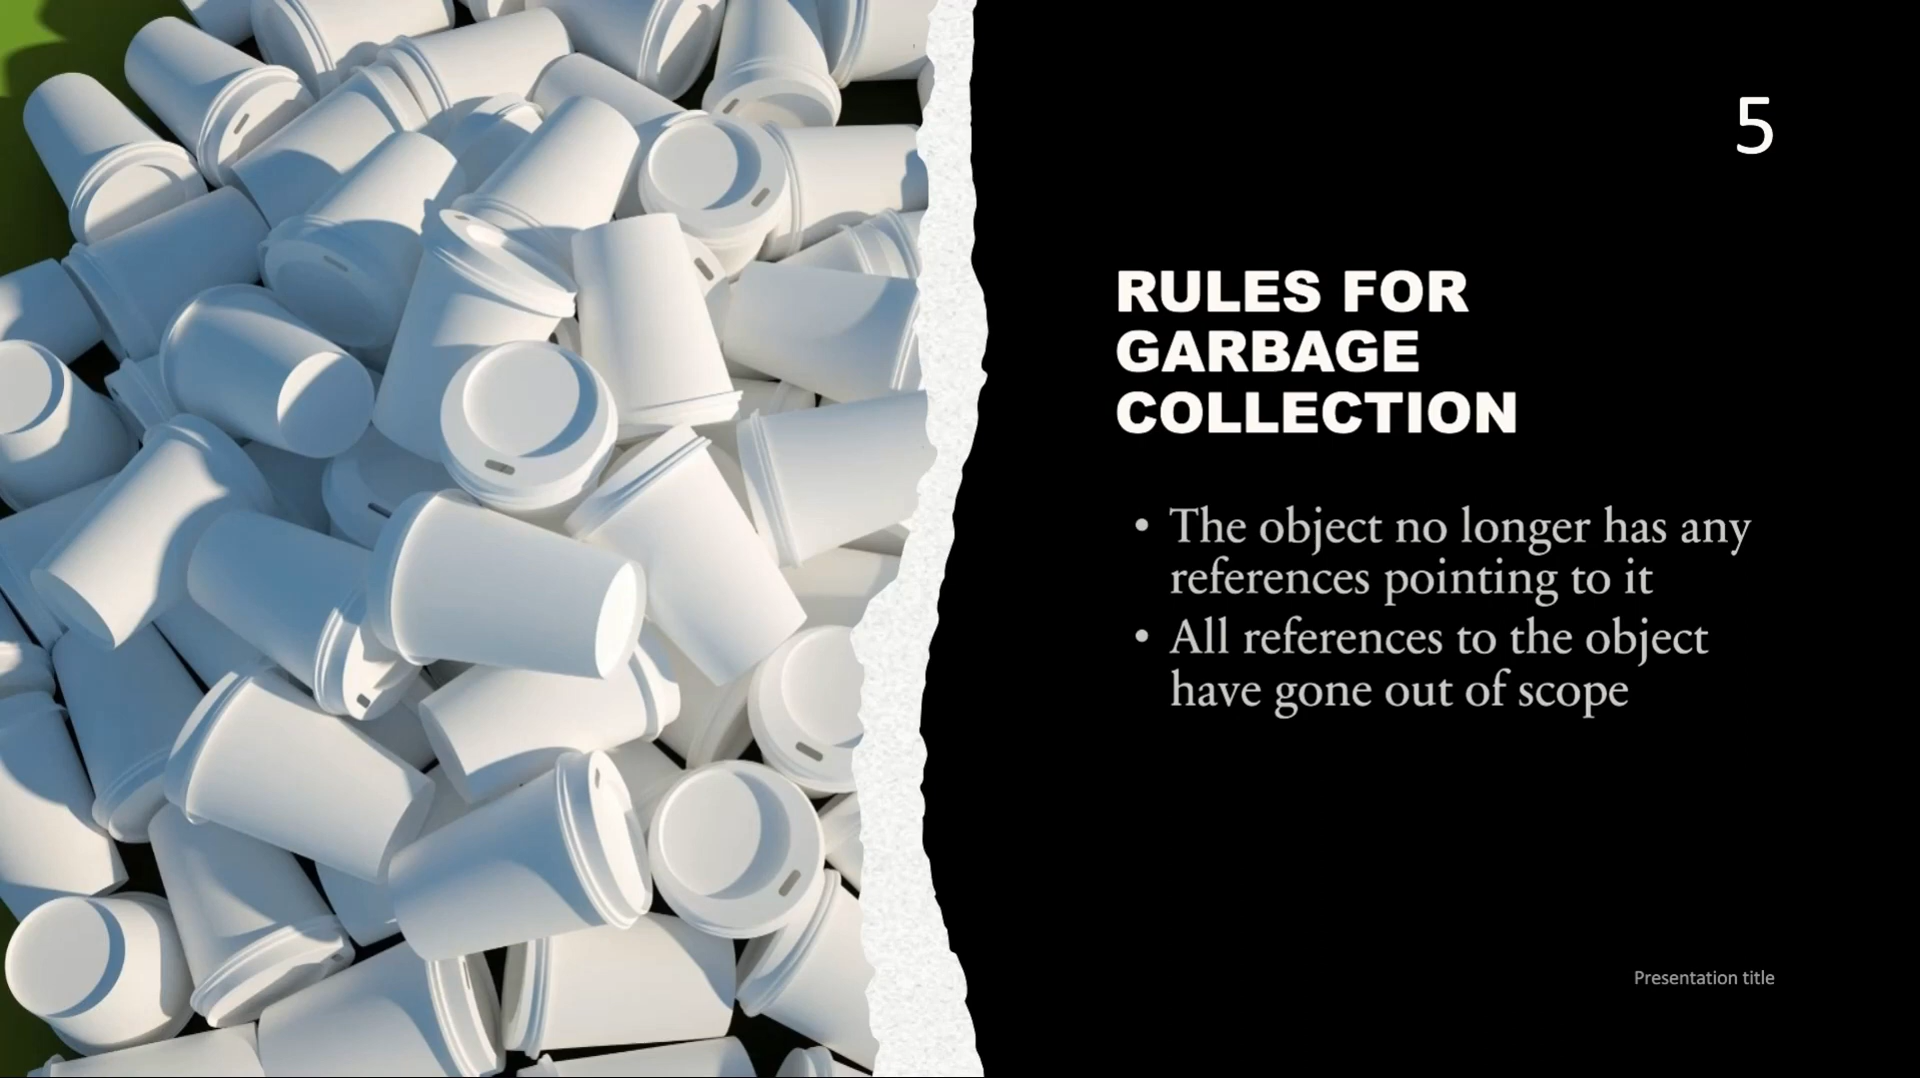 5
RULES FOR
GARBAGE
COLLECTION
• The object no longer has any
references pointing to it
• All references to the object
have gone out of scope
Presentation title